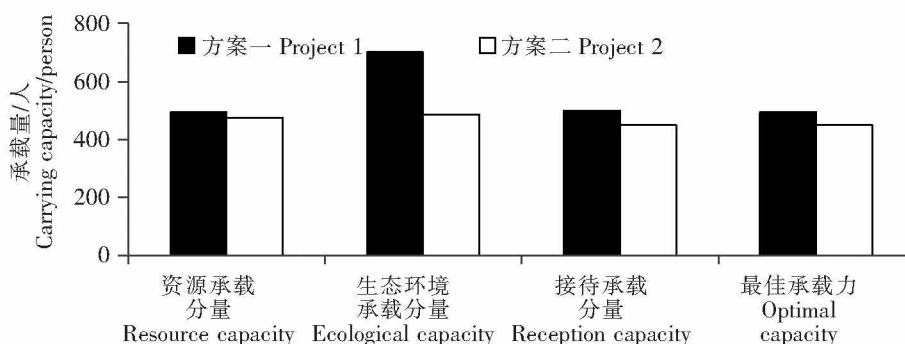 800
600
400
200
0
承载量/人
Carrying capacity/person
方案一 Project 1
方案二 Project 2
资源承载
分量
Resource capacity
生态环境
承载分量
Ecological capacity
接待承载
分量
Reception capacity
最佳承载力
Optimal
capacity